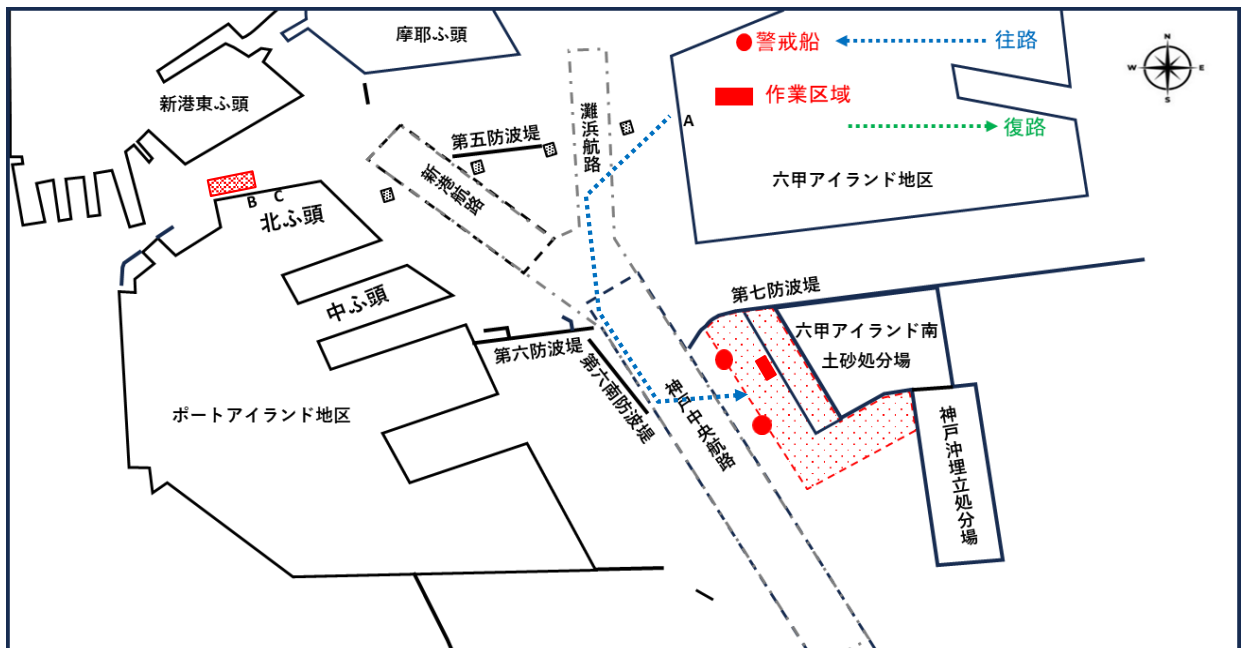 摩耶ふ頭
警戒船
往路
N
W
E
S
新港東ふ頭
作業区域
灘浜航路
A
復路
第五防波堤
六甲アイランド地区
新港航路
B
C
北ふ頭
中ふ頭
第七防波堤
六甲アイランド南
土砂処分場
第六防波堤
第六南防波堤
神戸中央航路
ポートアイランド地区
神戸沖埋立処分場